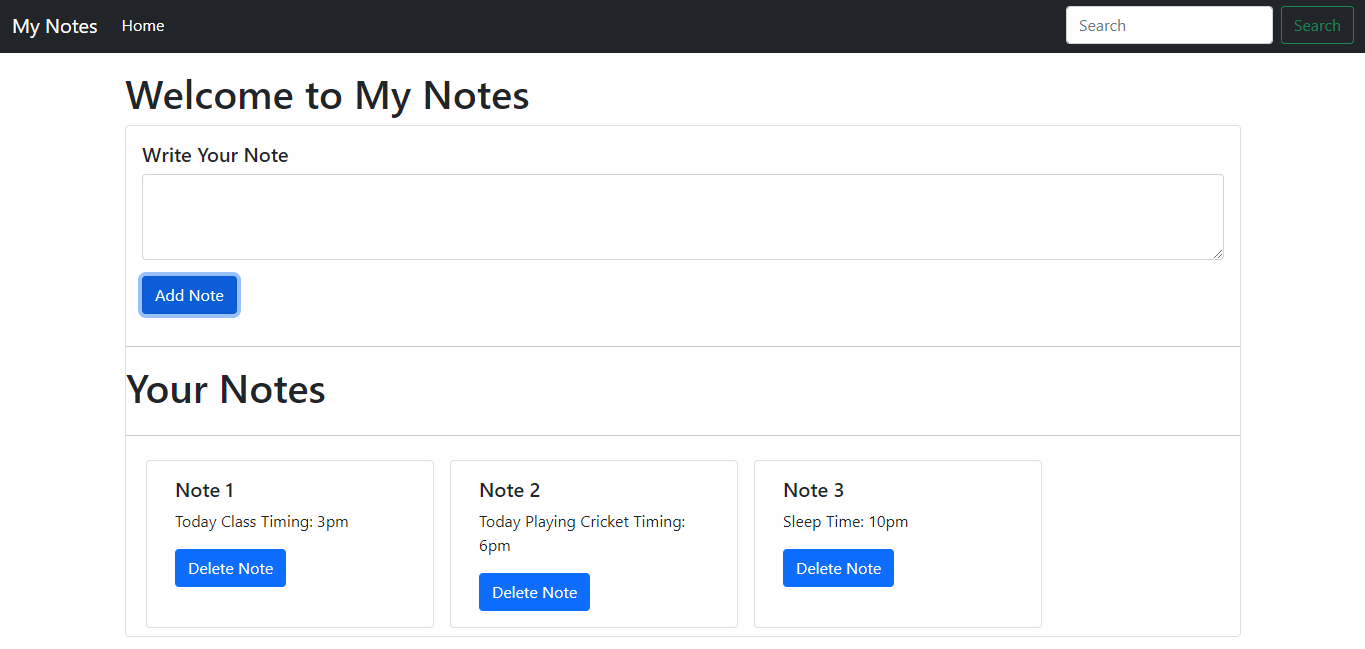 My Notes Home Search Search
Welcome to My Notes
Write Your Note
Add Note
Your Notes
Note 1
Today Class Timing: 3pm
Delete Note
Note 2
Today Playing Cricket Timing:
6pm
Delete Note
Note 3
Sleep Time: 10pm
Delete Note